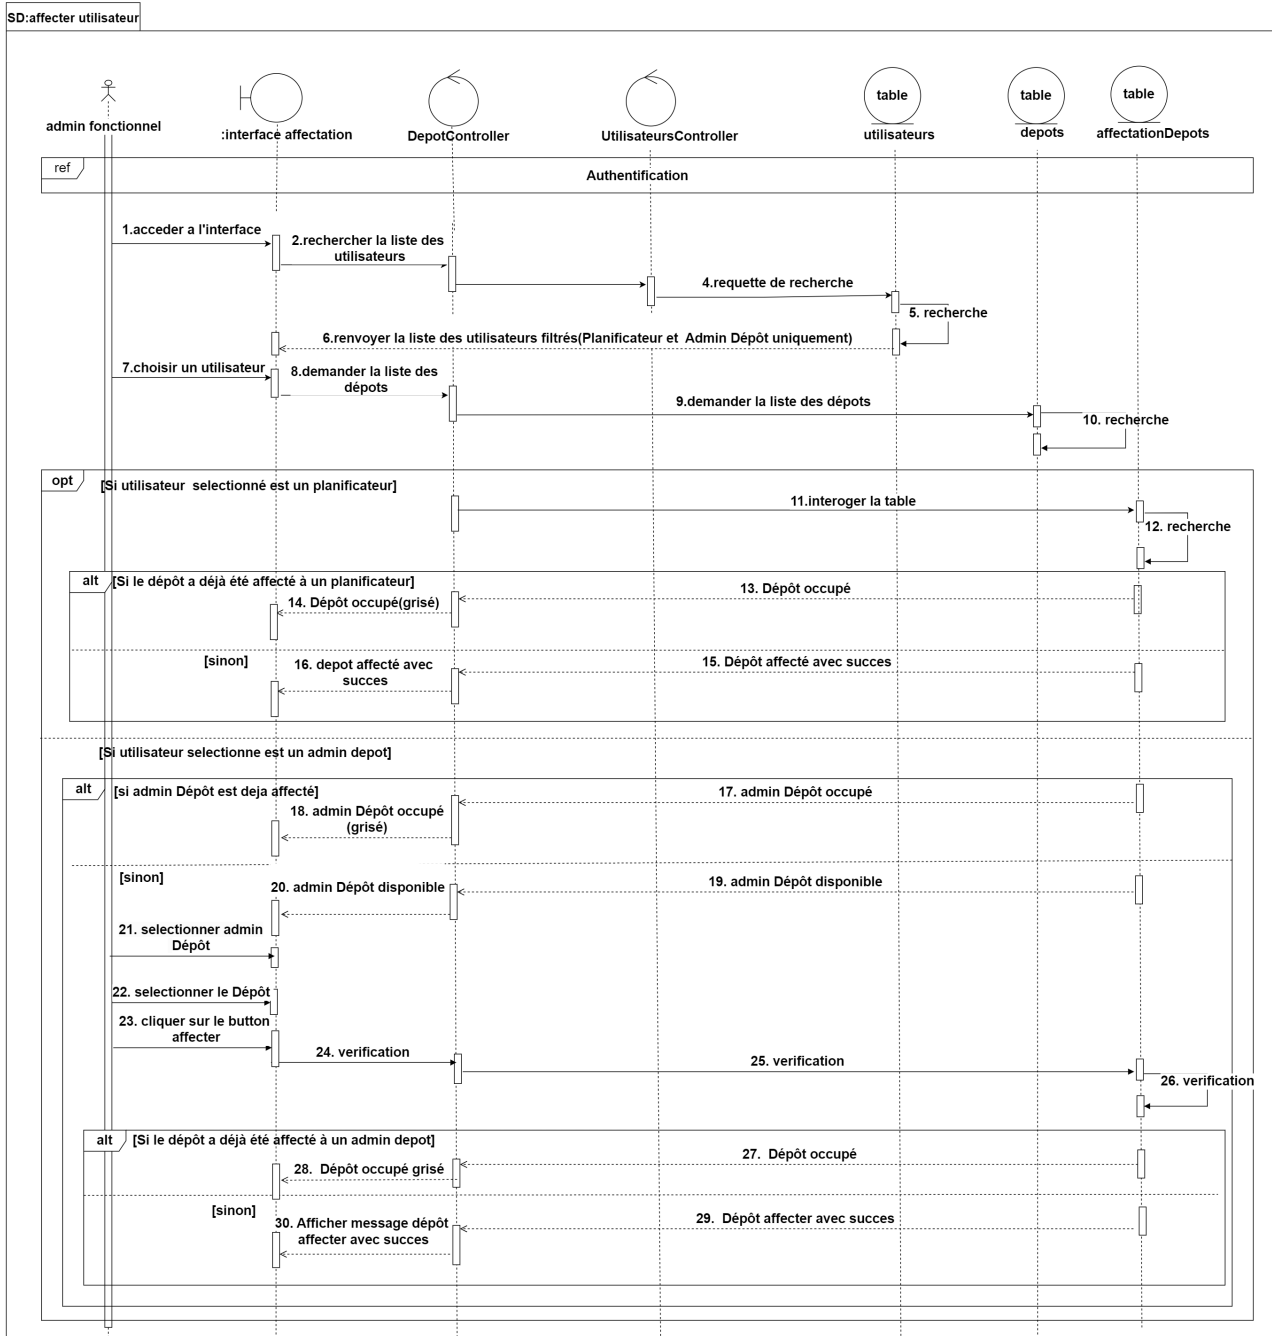 SD:affecter utilisateur
admin fonctionnel
:interface affectation
DepotController
UtilisateursController
table
utilisateurs
table
depots
table
affectationDepots
ref
Authentification
1.acceder a l'interface
2.rechercher la liste des
utilisateurs
4.requette de recherche
5. recherche
6.renvoyer la liste des utilisateurs filtrés(Planificateur et Admin Dépôt uniquement)
7.choisir un utilisateur
8.demander la liste des
dépots
9.demander la liste des dépots
10. recherche
opt
[Si utilisateur selectionné est un planificateur]
11.interoger la table
12. recherche
alt
[Si le dépôt a déjà été affecté à un planificateur]
13. Dépôt occupé
14. Dépôt occupé(grisé)
[sinon]
15. Dépôt affecté avec succes
16. depot affecté avec
succes
[Si utilisateur selectionne est un admin depot]
alt
[si admin Dépôt est deja affecté]
17. admin Dépôt occupé
18. admin Dépôt occupé
(grisé)
[sinon]
19. admin Dépôt disponible
20. admin Dépôt disponible
21. selectionner admin
Dépôt
22. selectionner le Dépôt
23. cliquer sur le button
affecter
24. verification
25. verification
26. verification
alt
[Si le dépôt a déjà été affecté à un admin depot]
27. Dépôt occupé
28. Dépôt occupé grisé
[sinon]
29. Dépôt affecter avec succes
30. Afficher message dépôt
affecter avec succes